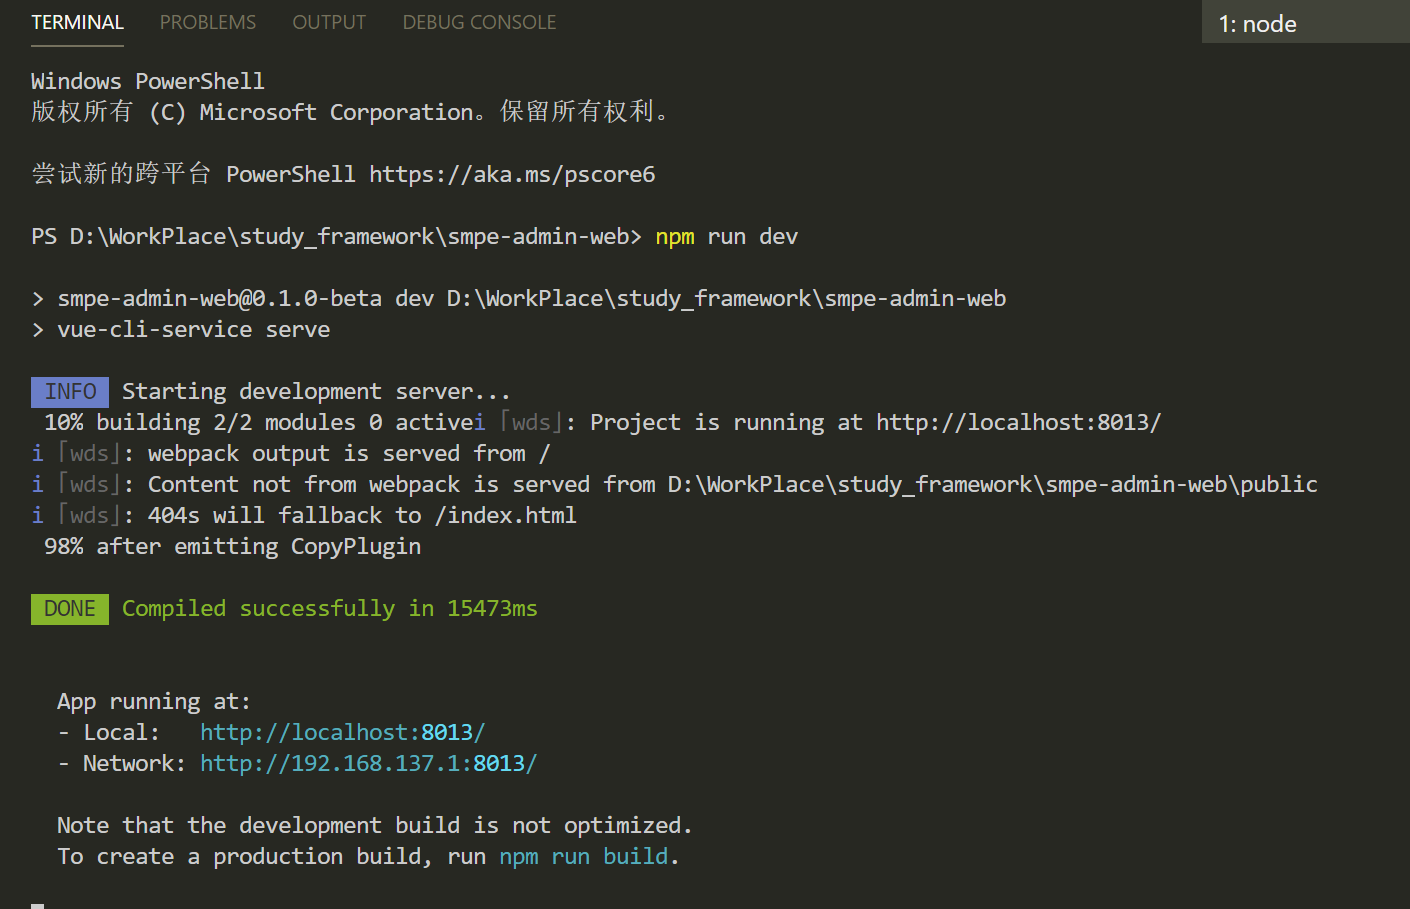 TERMINAL PROBLEMS OUTPUT DEBUG CONSOLE 1: node
Windows PowerShell
版权所有 (C) Microsoft Corporation。保留所有权利。
尝试新的跨平台 PowerShell https://aka.ms/pscore6
PS D:\WorkPlace\study_framework\smpe-admin-web> npm run dev
> smpe-admin-web@0.1.0-beta dev D:\WorkPlace\study_framework\smpe-admin-web
> vue-cli-service serve
INFO Starting development server...
10% building 2/2 modules 0 activei ｢wds｣: Project is running at http://localhost:8013/
i ｢wds｣: webpack output is served from /
i ｢wds｣: Content not from webpack is served from D:\WorkPlace\study_framework\smpe-admin-web\public
i ｢wds｣: 404s will fallback to /index.html
98% after emitting CopyPlugin
DONE Compiled successfully in 15473ms
App running at:
- Local: http://localhost:8013/
- Network: http://192.168.137.1:8013/
Note that the development build is not optimized.
To create a production build, run npm run build.